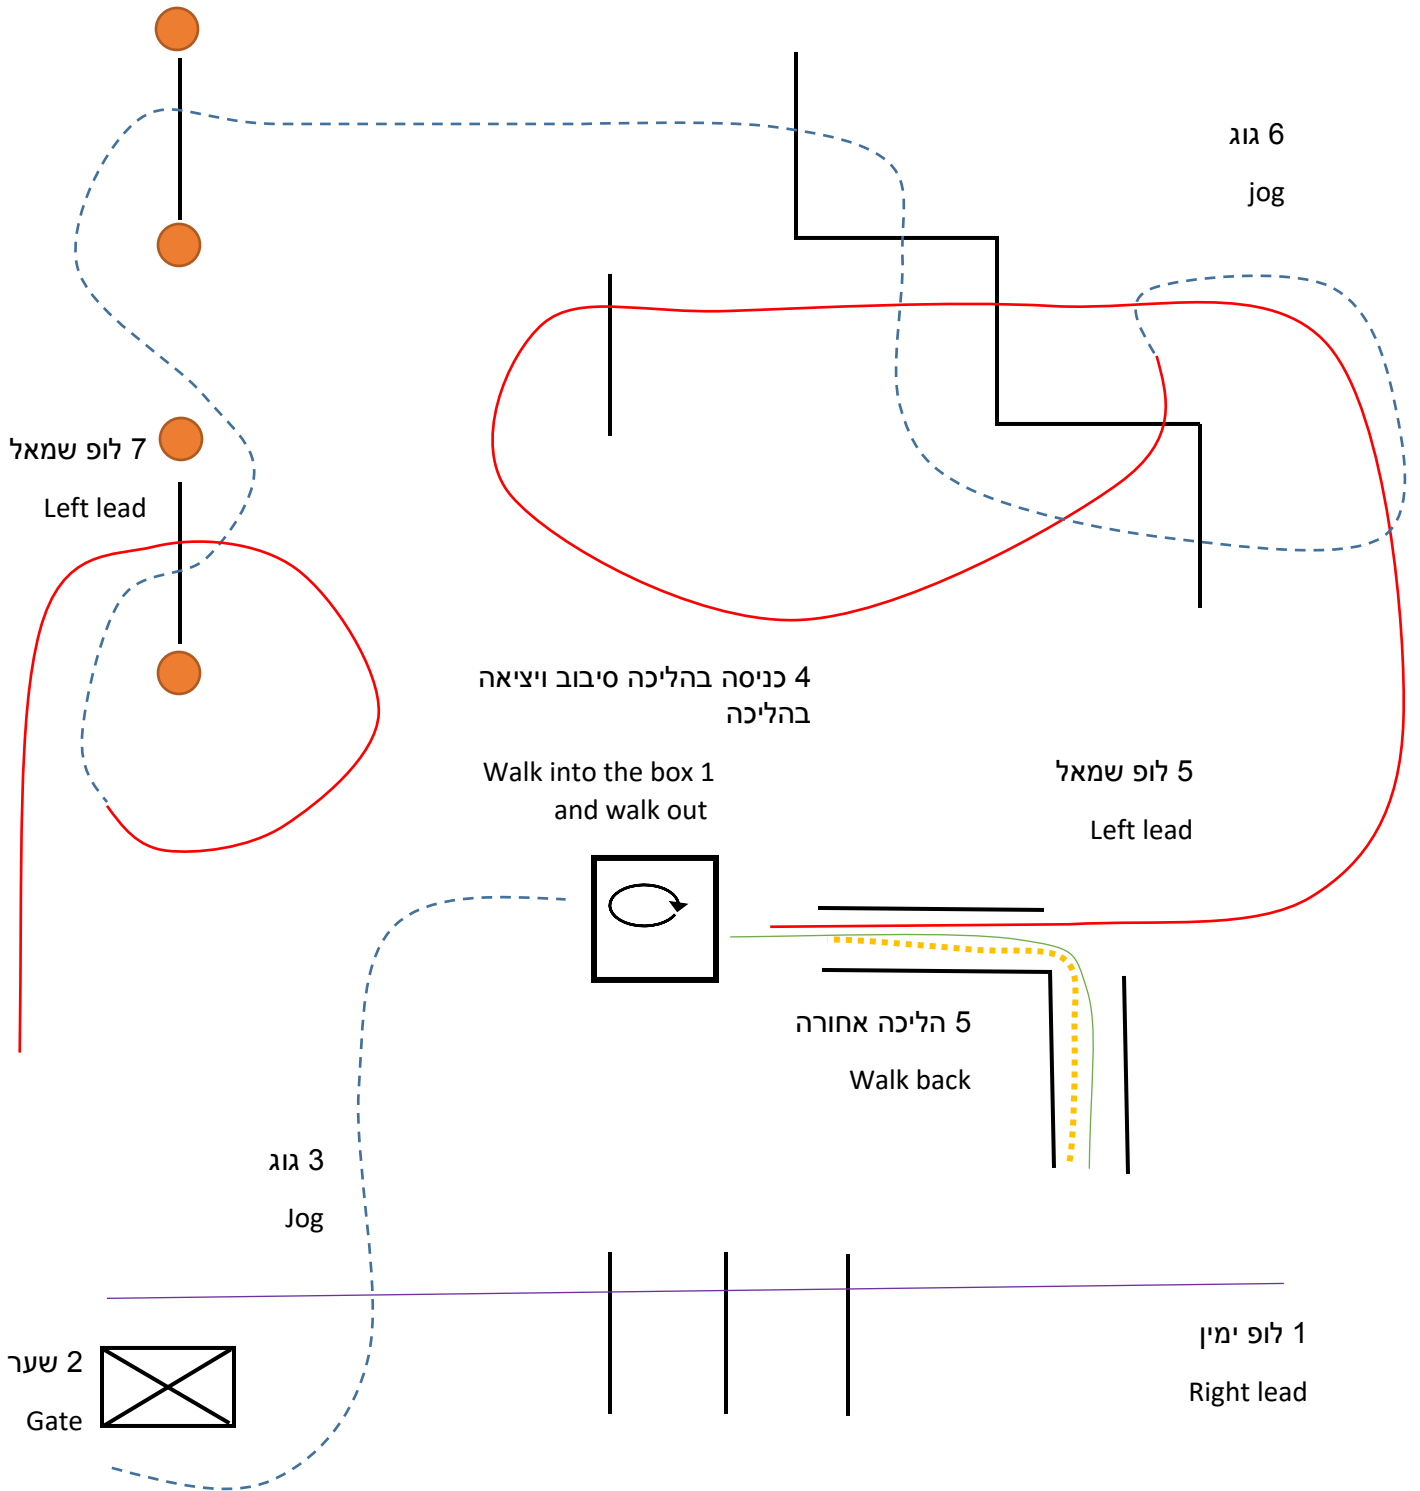 6 גוג
jog
7 לופ שמאל
Left lead
4 כניסה בהליכה סיבוב ויציאה
בהליכה
Walk into the box 1
and walk out
5 לופ שמאל
Left lead
5 הליכה אחורה
Walk back
3 גוג
Jog
1 לופ ימין
Right lead
2 שער
Gate